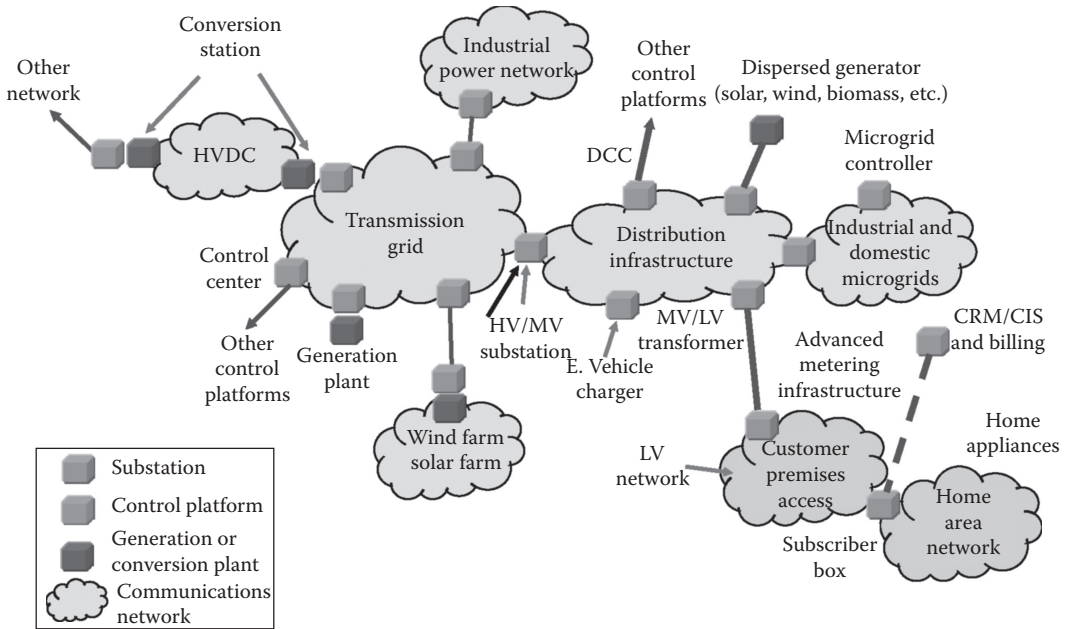 Conversion
station
Other
network
HVDC
Industrial
power network
Other
control
platforms
DCC
Dispersed generator
(solar, wind, biomass, etc.)
Microgrid
controller
Transmission
grid
Distribution
infrastructure
Industrial and
domestic
microgrids
Control
center
Other
control
platforms
Generation
plant
HV/MV
substation
E. Vehicle
charger
MV/LV
transformer
Advanced
metering
infrastructure
CRM/CIS
and billing
Wind farm
solar farm
LV
network
Customer
premises
access
Home
appliances
Home
area
network
Subscriber
box
Substation
Control platform
Generation or
conversion plant
Communications
network